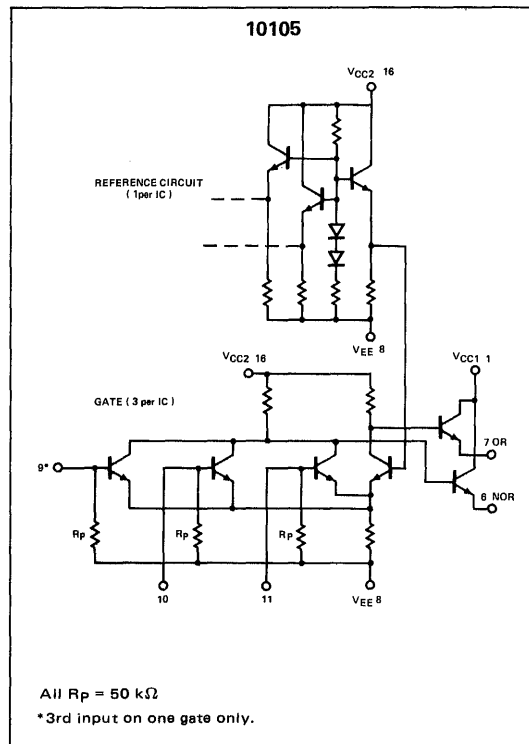 10105
VCC2 16
REFERENCE CIRCUIT
(1per IC)
VEE 8
VCC2 16
VCC1 1
GATE (3 per IC)
7 OR
9*
6 NOR
RP
RP
RP
10
11
VEE 8
All RP = 50 kΩ
*3rd input on one gate only.